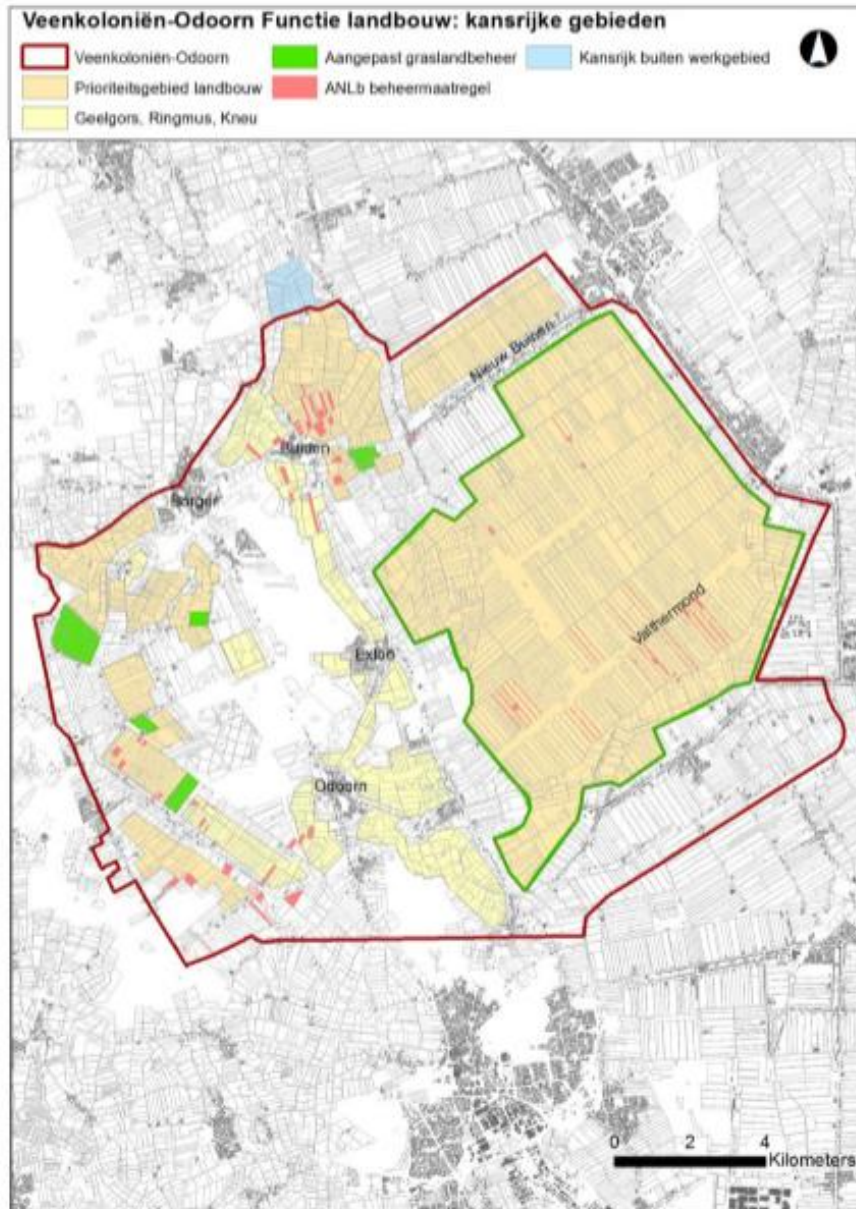 Veenkoloniën-Odoorn Functie landbouw: kansrijke gebieden
Veenkoloniën-Odoorn
Aangepast graslandbeheer
Kansrijk buiten werkgebied
Prioriteitsgebied landbouw
ANLb beheermaatregel
Geelgors, Ringmus, Kneu
Nieuw Buinen
Buinen
Borger
Valthermond
Exloo
Odoorn
0 2 4
Kilometers